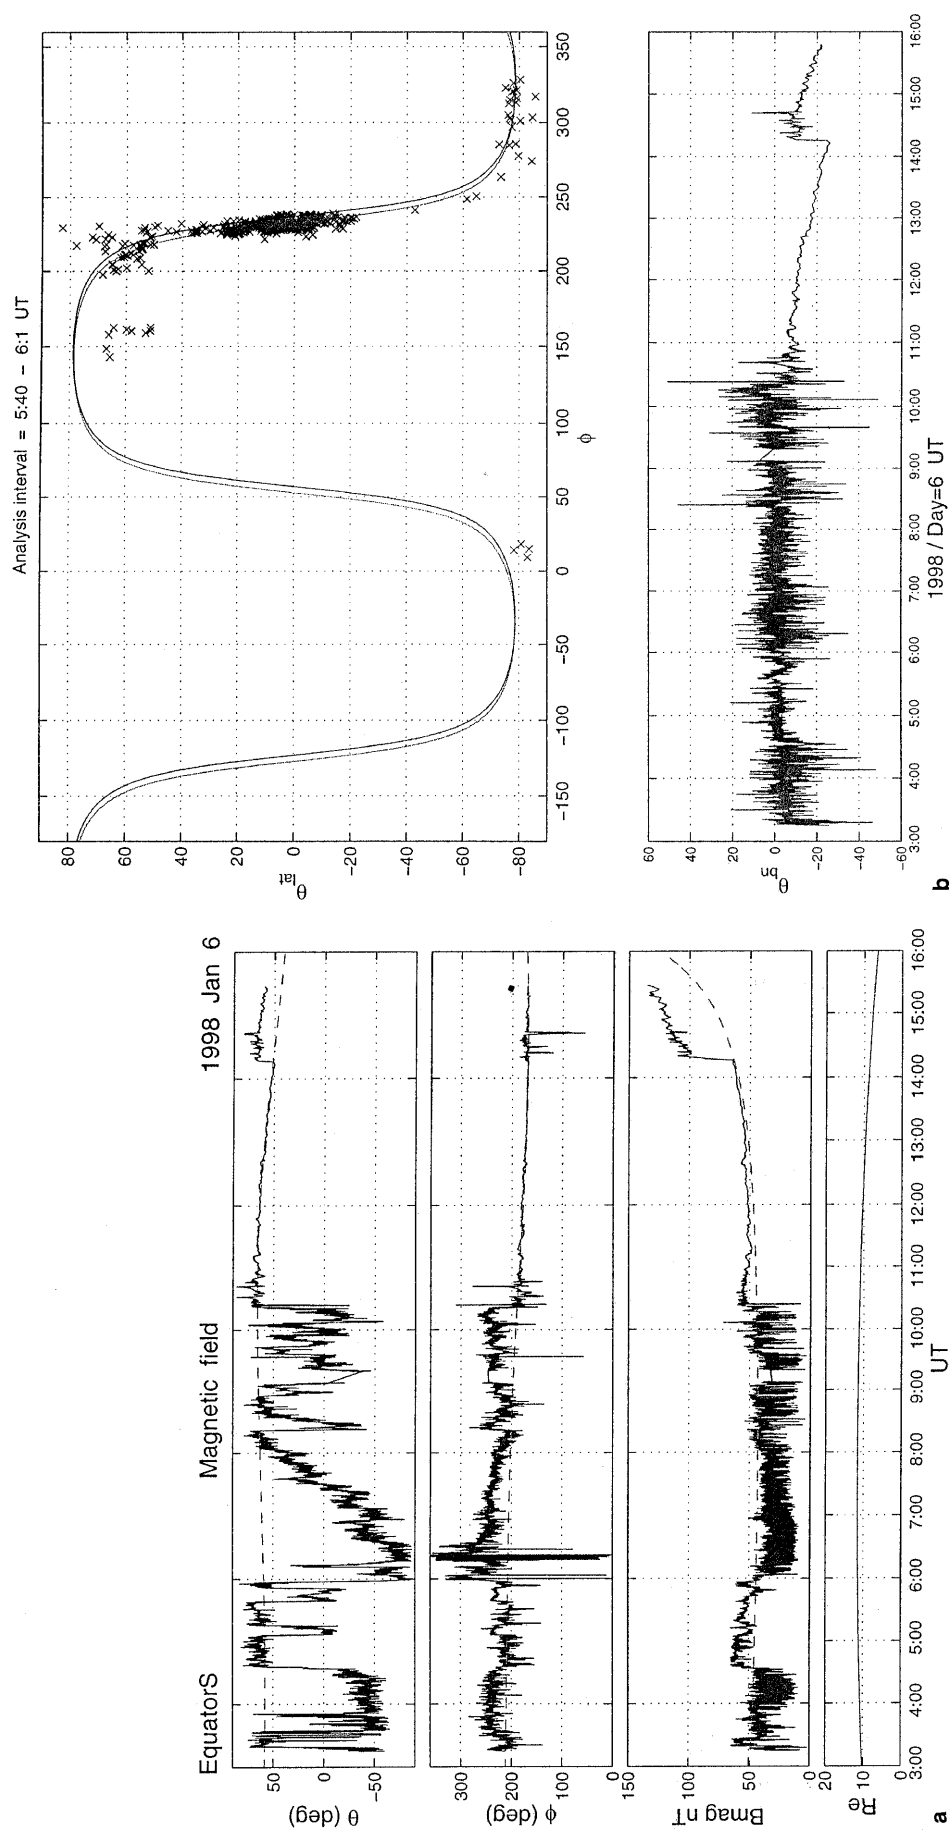 EquatorS Magnetic field 1998 Jan 6
θ (deg)
50
0
−50
φ (deg)
300
200
100
0
Bmag nT
150
100
50
0
Re
20
10
0
3:00 4:00 5:00 6:00 7:00 8:00 9:00 10:00 11:00 12:00 13:00 14:00 15:00 16:00
UT
a
Analysis interval = 5:40 − 6:1 UT
θlat
80
60
40
20
0
−20
−40
−60
−80
−150 −100 −50 0 50 100 150 200 250 300 350
φ
θbn
60
40
20
0
−20
−40
−60
3:00 4:00 5:00 6:00 7:00 8:00 9:00 10:00 11:00 12:00 13:00 14:00 15:00 16:00
1998 / Day=6 UT
b